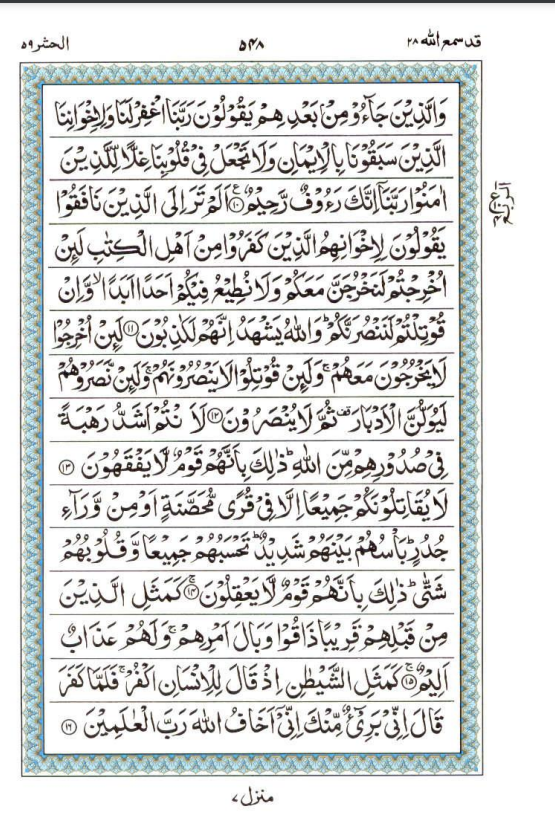 قد سمع الله ۲۸ ۵۴۸ الحشر ۵۹
وَالَّذِيْنَ جَآءُوْ مِنْۢ بَعْدِهِمْ يَقُوْلُوْنَ رَبَّنَا اغْفِرْ لَنَا وَلِاِخْوَانِنَا
الَّذِيْنَ سَبَقُوْنَا بِالْاِيْمَانِ وَلَا تَجْعَلْ فِيْ قُلُوْبِنَا غِلًّا لِّلَّذِيْنَ
اٰمَنُوْا رَبَّنَاۤ اِنَّكَ رَءُوْفٌ رَّحِيْمٌ ۱۰ اَلَمْ تَرَ اِلَى الَّذِيْنَ نَافَقُوْا
يَقُوْلُوْنَ لِاِخْوَانِهِمُ الَّذِيْنَ كَفَرُوْا مِنْ اَهْلِ الْكِتٰبِ لَئِنْ
اُخْرِجْتُمْ لَنَخْرُجَنَّ مَعَكُمْ وَلَا نُطِيْعُ فِيْكُمْ اَحَدًا اَبَدًا ۙ وَّاِنْ
قُوْتِلْتُمْ لَنَنْصُرَنَّكُمْ ؕ وَاللّٰهُ يَشْهَدُ اِنَّهُمْ لَكٰذِبُوْنَ ۱۱ لَئِنْ اُخْرِجُوْا
لَا يَخْرُجُوْنَ مَعَهُمْ ۚ وَلَئِنْ قُوْتِلُوْا لَا يَنْصُرُوْنَهُمْ ۚ وَلَئِنْ نَّصَرُوْهُمْ
لَيُوَلُّنَّ الْاَدْبَارَ ۫ ثُمَّ لَا يُنْصَرُوْنَ ۱۲ لَاَنْتُمْ اَشَدُّ رَهْبَةً
فِيْ صُدُوْرِهِمْ مِّنَ اللّٰهِ ؕ ذٰلِكَ بِاَنَّهُمْ قَوْمٌ لَّا يَفْقَهُوْنَ ۱۳
لَا يُقَاتِلُوْنَكُمْ جَمِيْعًا اِلَّا فِيْ قُرًى مُّحَصَّنَةٍ اَوْ مِنْ وَّرَآءِ
جُدُرٍ ؕ بَاْسُهُمْ بَيْنَهُمْ شَدِيْدٌ ؕ تَحْسَبُهُمْ جَمِيْعًا وَّقُلُوْبُهُمْ
شَتّٰى ؕ ذٰلِكَ بِاَنَّهُمْ قَوْمٌ لَّا يَعْقِلُوْنَ ۱۴ كَمَثَلِ الَّذِيْنَ
مِنْ قَبْلِهِمْ قَرِيْبًا ذَاقُوْا وَبَالَ اَمْرِهِمْ ۚ وَلَهُمْ عَذَابٌ
اَلِيْمٌ ۱۵ كَمَثَلِ الشَّيْطٰنِ اِذْ قَالَ لِلْاِنْسَانِ اكْفُرْ ۚ فَلَمَّا كَفَرَ
قَالَ اِنِّيْ بَرِيْٓءٌ مِّنْكَ اِنِّيْۤ اَخَافُ اللّٰهَ رَبَّ الْعٰلَمِيْنَ ۱۶
منزل ۷